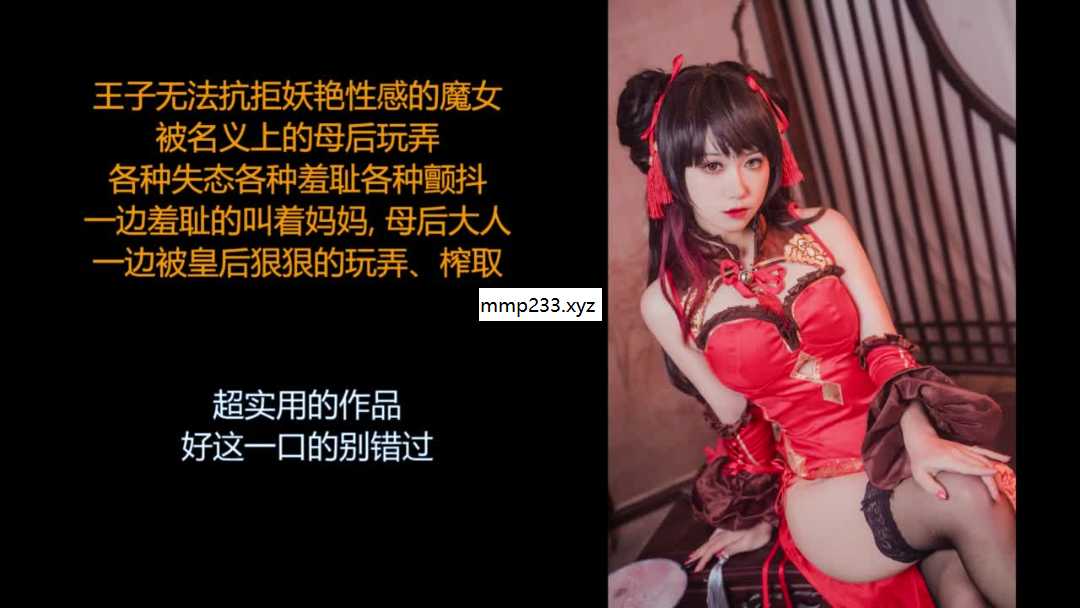 王子无法抗拒妖艳性感的魔女
被名义上的母后玩弄
各种失态各种羞耻各种颤抖
一边羞耻的叫着妈妈, 母后大人
一边被皇后狠狠的玩弄、榨取
mmp233.xyz
超实用的作品
好这一口的别错过